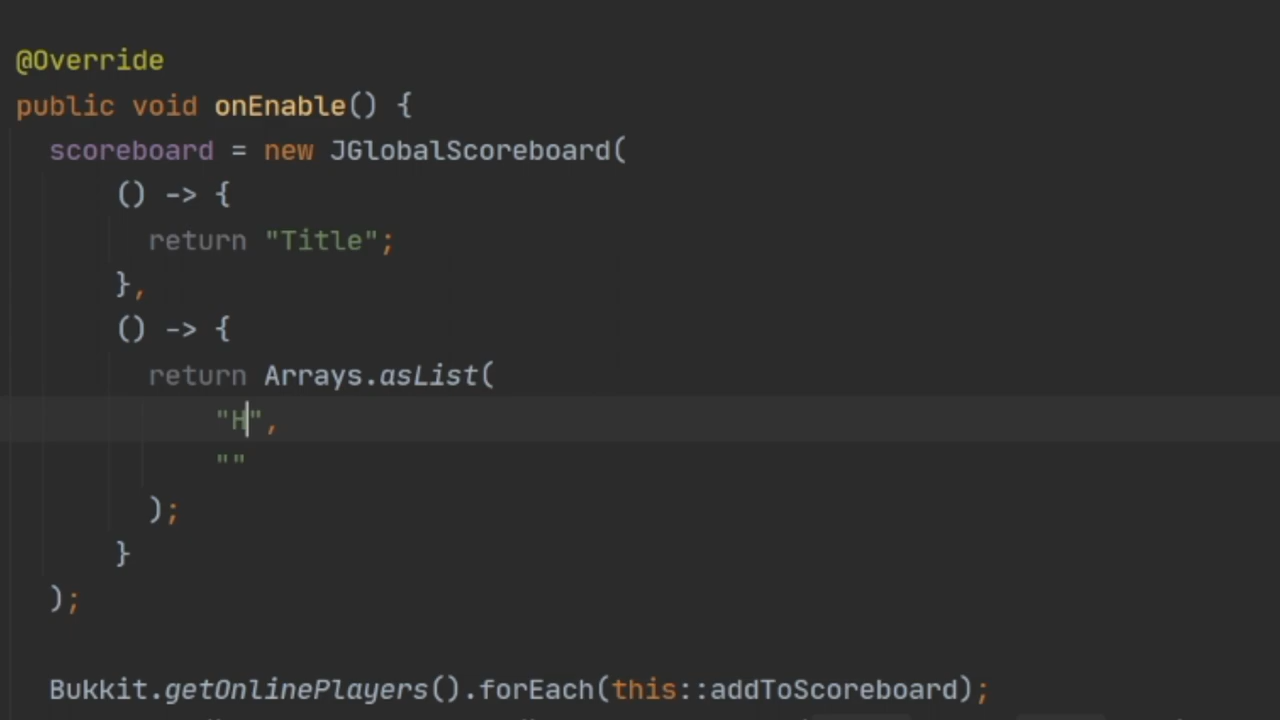 @Override
public void onEnable() {
scoreboard = new JGlobalScoreboard(
() -> {
return "Title";
},
() -> {
return Arrays.asList(
"H",
""
);
}
);
Bukkit.getOnlinePlayers().forEach(this::addToScoreboard);